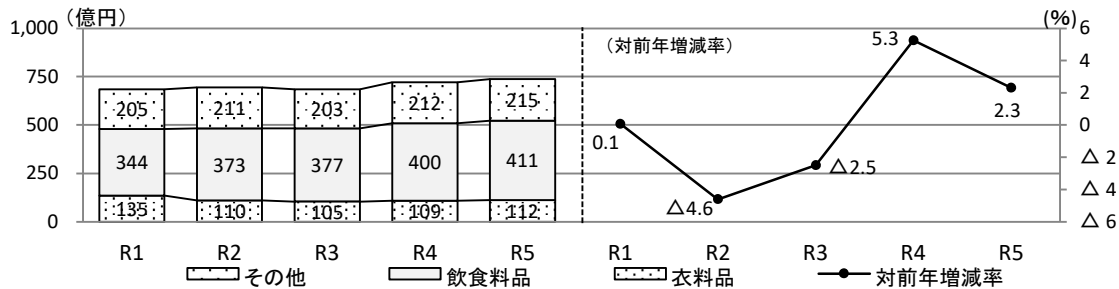 1,000 （億円）
(%)
6
（対前年増減率）
5.3
4
750
205 211 203 212 215
2
2.3
500
0
0.1
344 373 377 400 411
△ 2
△2.5
250
△ 4
135 110 105 109 112
△4.6
0
△ 6
R1 R2 R3 R4 R5 R1 R2 R3 R4 R5
その他 飲食料品 衣料品 対前年増減率